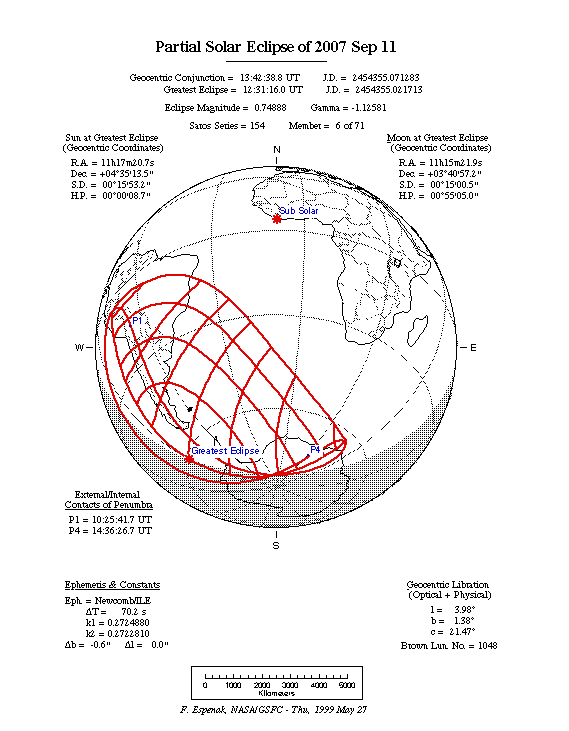 Partial Solar Eclipse of 2007 Sep 11
Geocentric Conjunction = 13:42:38.8 UT J.D. = 2454355.071283
Greatest Eclipse = 12:31:16.0 UT J.D. = 2454355.021713
Eclipse Magnitude = 0.74888 Gamma = -1.12581
Saros Series = 154 Member = 6 of 71
Sun at Greatest Eclipse
(Geocentric Coordinates)
R.A. = 11h17m20.7s
Dec. = +04°35'13.5"
S.D. = 00°15'53.2"
H.P. = 00°00'08.7"
Moon at Greatest Eclipse
(Geocentric Coordinates)
R.A. = 11h15m21.9s
Dec. = +03°40'57.2"
S.D. = 00°15'00.5"
H.P. = 00°55'05.0"
N
Sub Solar
P1
W
E
Greatest Eclipse
P4
S
External/Internal
Contacts of Penumbra
P1 = 10:25:41.7 UT
P4 = 14:36:26.7 UT
Ephemeris & Constants
Eph. = Newcomb/ILE
ΔT = 70.2 s
k1 = 0.2724880
k2 = 0.2722810
Δb = -0.6" Δl = 0.0"
Geocentric Libration
(Optical + Physical)
l = 3.98°
b = 1.38°
c = 21.47°
Brown Lun. No. = 1048
0 1000 2000 3000 4000 5000
Kilometers
F. Espenak, NASA/GSFC - Thu, 1999 May 27